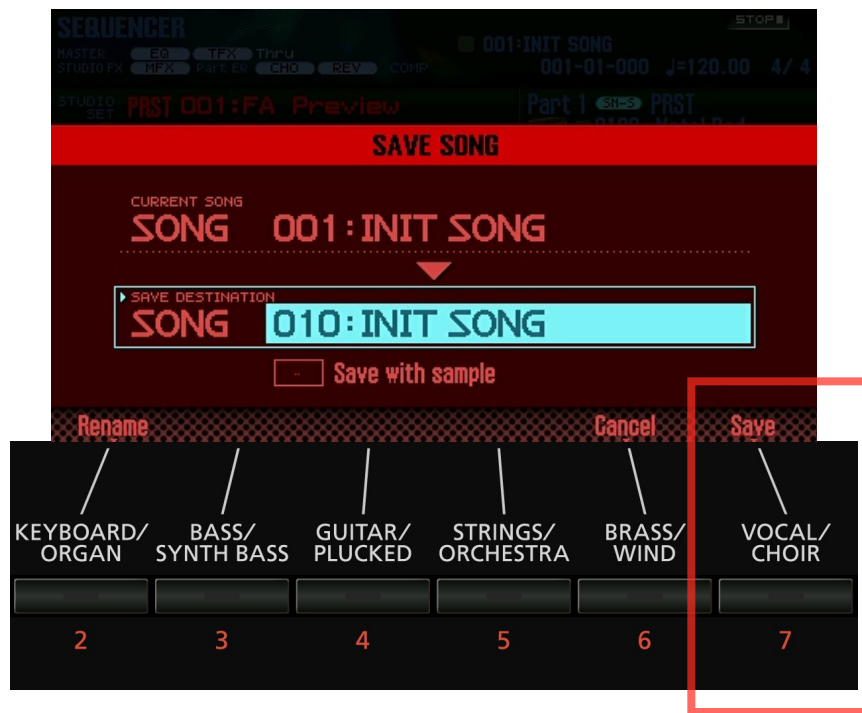 SEQUENCER
STOP
MASTER EQ TFX Thru
001:INIT SONG
STUDIO FX MFX Part EQ CHO REV COMP
001-01-000 ♩=120.00 4/4
STUDIO SET PRST 001:FA Preview
Part 1 SN-S PRST
SAVE SONG
CURRENT SONG
SONG 001:INIT SONG
SAVE DESTINATION
SONG 010:INIT SONG
Save with sample
Rename Cancel Save
KEYBOARD/ BASS/ GUITAR/ STRINGS/ BRASS/ VOCAL/
ORGAN SYNTH BASS PLUCKED ORCHESTRA WIND CHOIR
2 3 4 5 6 7